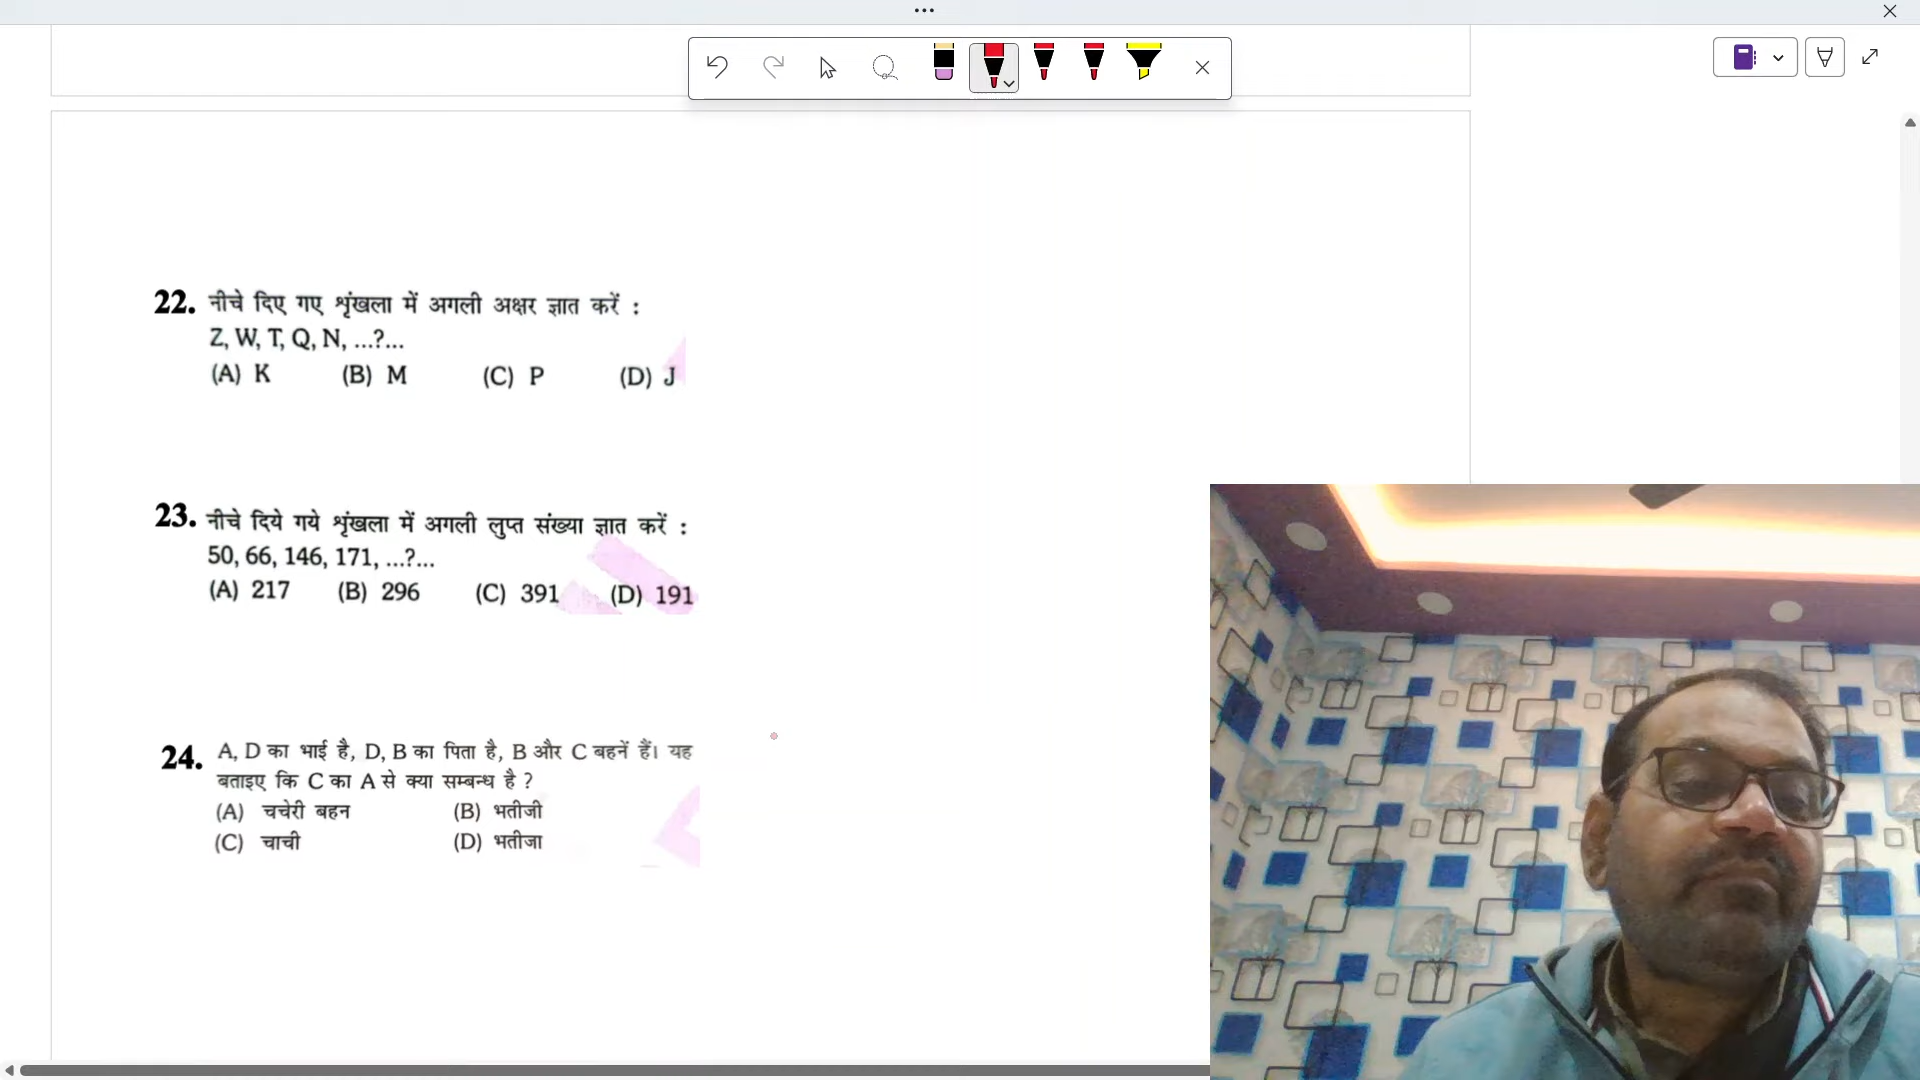 22. नीचे दिए गए शृंखला में अगली अक्षर ज्ञात करें :
Z, W, T, Q, N, ...?...
(A) K (B) M (C) P (D) J
23. नीचे दिये गये शृंखला में अगली लुप्त संख्या ज्ञात करें :
50, 66, 146, 171, ...?...
(A) 217 (B) 296 (C) 391 (D) 191
24. A, D का भाई है, D, B का पिता है, B और C बहनें हैं। यह
बताइए कि C का A से क्या सम्बन्ध है ?
(A) चचेरी बहन (B) भतीजी
(C) चाची (D) भतीजा